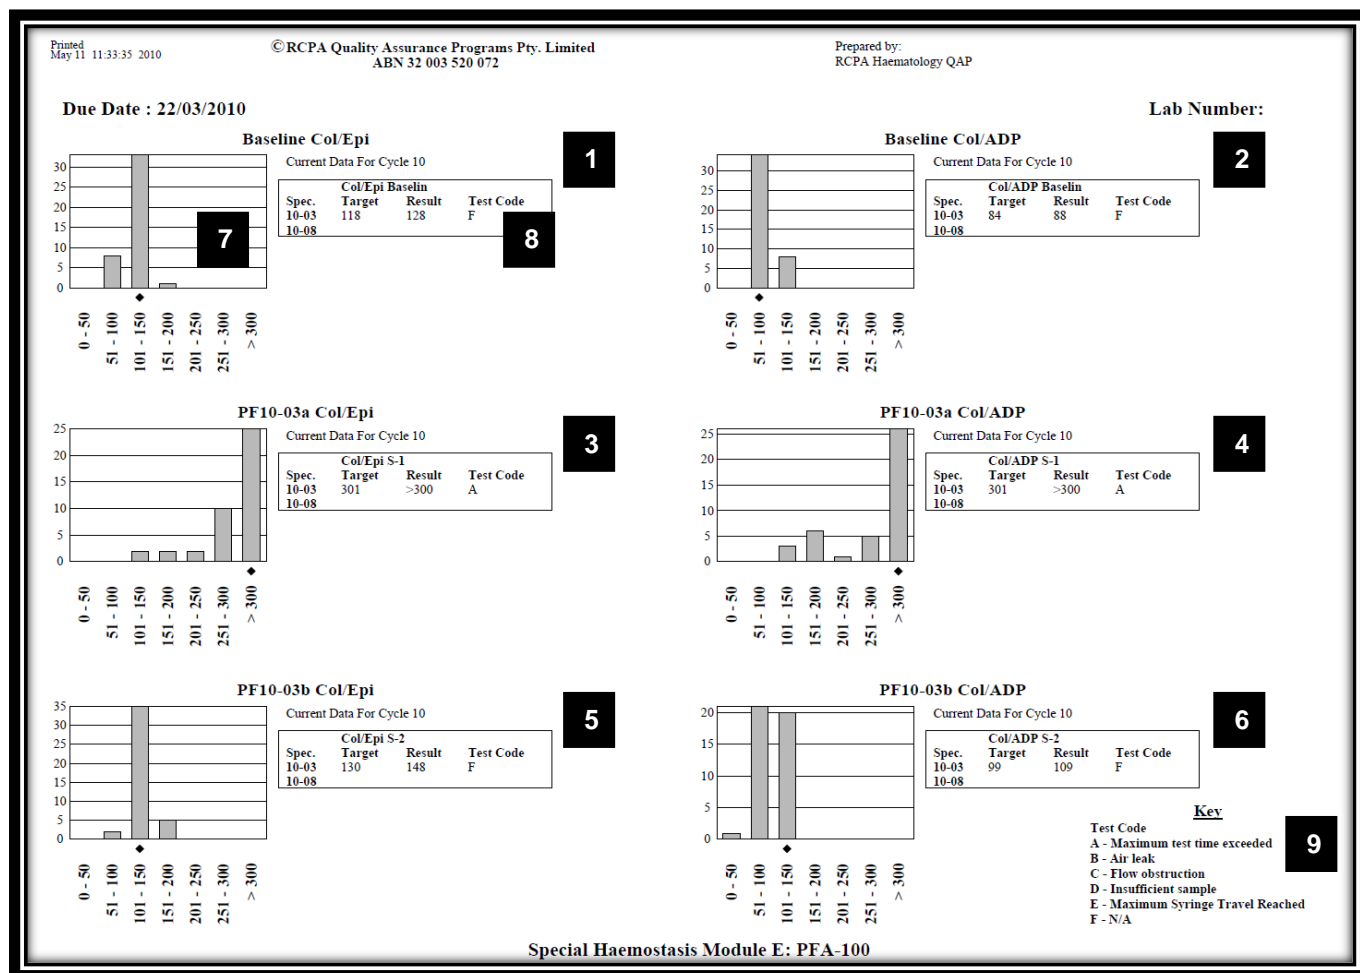 Printed
May 11 11:33:35 2010
©RCPA Quality Assurance Programs Pty. Limited
ABN 32 003 520 072
Prepared by:
RCPA Haematology QAP
Due Date : 22/03/2010
Lab Number:
Baseline Col/Epi
1
Current Data For Cycle 10
Col/Epi Baselin
Spec. Target Result Test Code
10-03 118 128 F
10-08
7
8
30
25
20
15
10
5
0
0 - 50
51 - 100
101 - 150
151 - 200
201 - 250
251 - 300
> 300
Baseline Col/ADP
2
Current Data For Cycle 10
Col/ADP Baselin
Spec. Target Result Test Code
10-03 84 88 F
10-08
30
25
20
15
10
5
0
0 - 50
51 - 100
101 - 150
151 - 200
201 - 250
251 - 300
> 300
PF10-03a Col/Epi
3
Current Data For Cycle 10
Col/Epi S-1
Spec. Target Result Test Code
10-03 301 >300 A
10-08
25
20
15
10
5
0
0 - 50
51 - 100
101 - 150
151 - 200
201 - 250
251 - 300
> 300
PF10-03a Col/ADP
4
Current Data For Cycle 10
Col/ADP S-1
Spec. Target Result Test Code
10-03 301 >300 A
10-08
25
20
15
10
5
0
0 - 50
51 - 100
101 - 150
151 - 200
201 - 250
251 - 300
> 300
PF10-03b Col/Epi
5
Current Data For Cycle 10
Col/Epi S-2
Spec. Target Result Test Code
10-03 130 148 F
10-08
35
30
25
20
15
10
5
0
0 - 50
51 - 100
101 - 150
151 - 200
201 - 250
251 - 300
> 300
PF10-03b Col/ADP
6
Current Data For Cycle 10
Col/ADP S-2
Spec. Target Result Test Code
10-03 99 109 F
10-08
20
15
10
5
0
0 - 50
51 - 100
101 - 150
151 - 200
201 - 250
251 - 300
> 300
Key
Test Code
A - Maximum test time exceeded
B - Air leak
C - Flow obstruction
D - Insufficient sample
E - Maximum Syringe Travel Reached
F - N/A
9
Special Haemostasis Module E: PFA-100